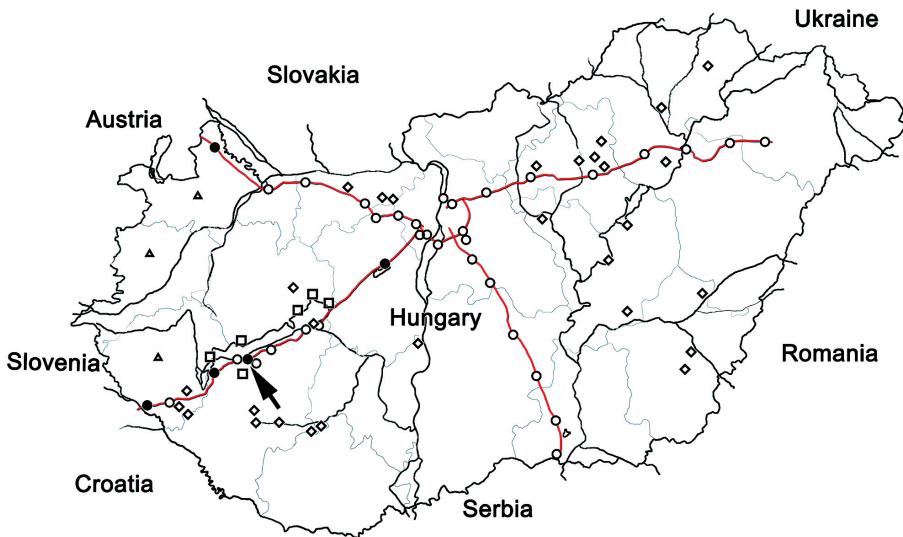 Ukraine
Slovakia
Austria
Hungary
Slovenia
Romania
Croatia
Serbia